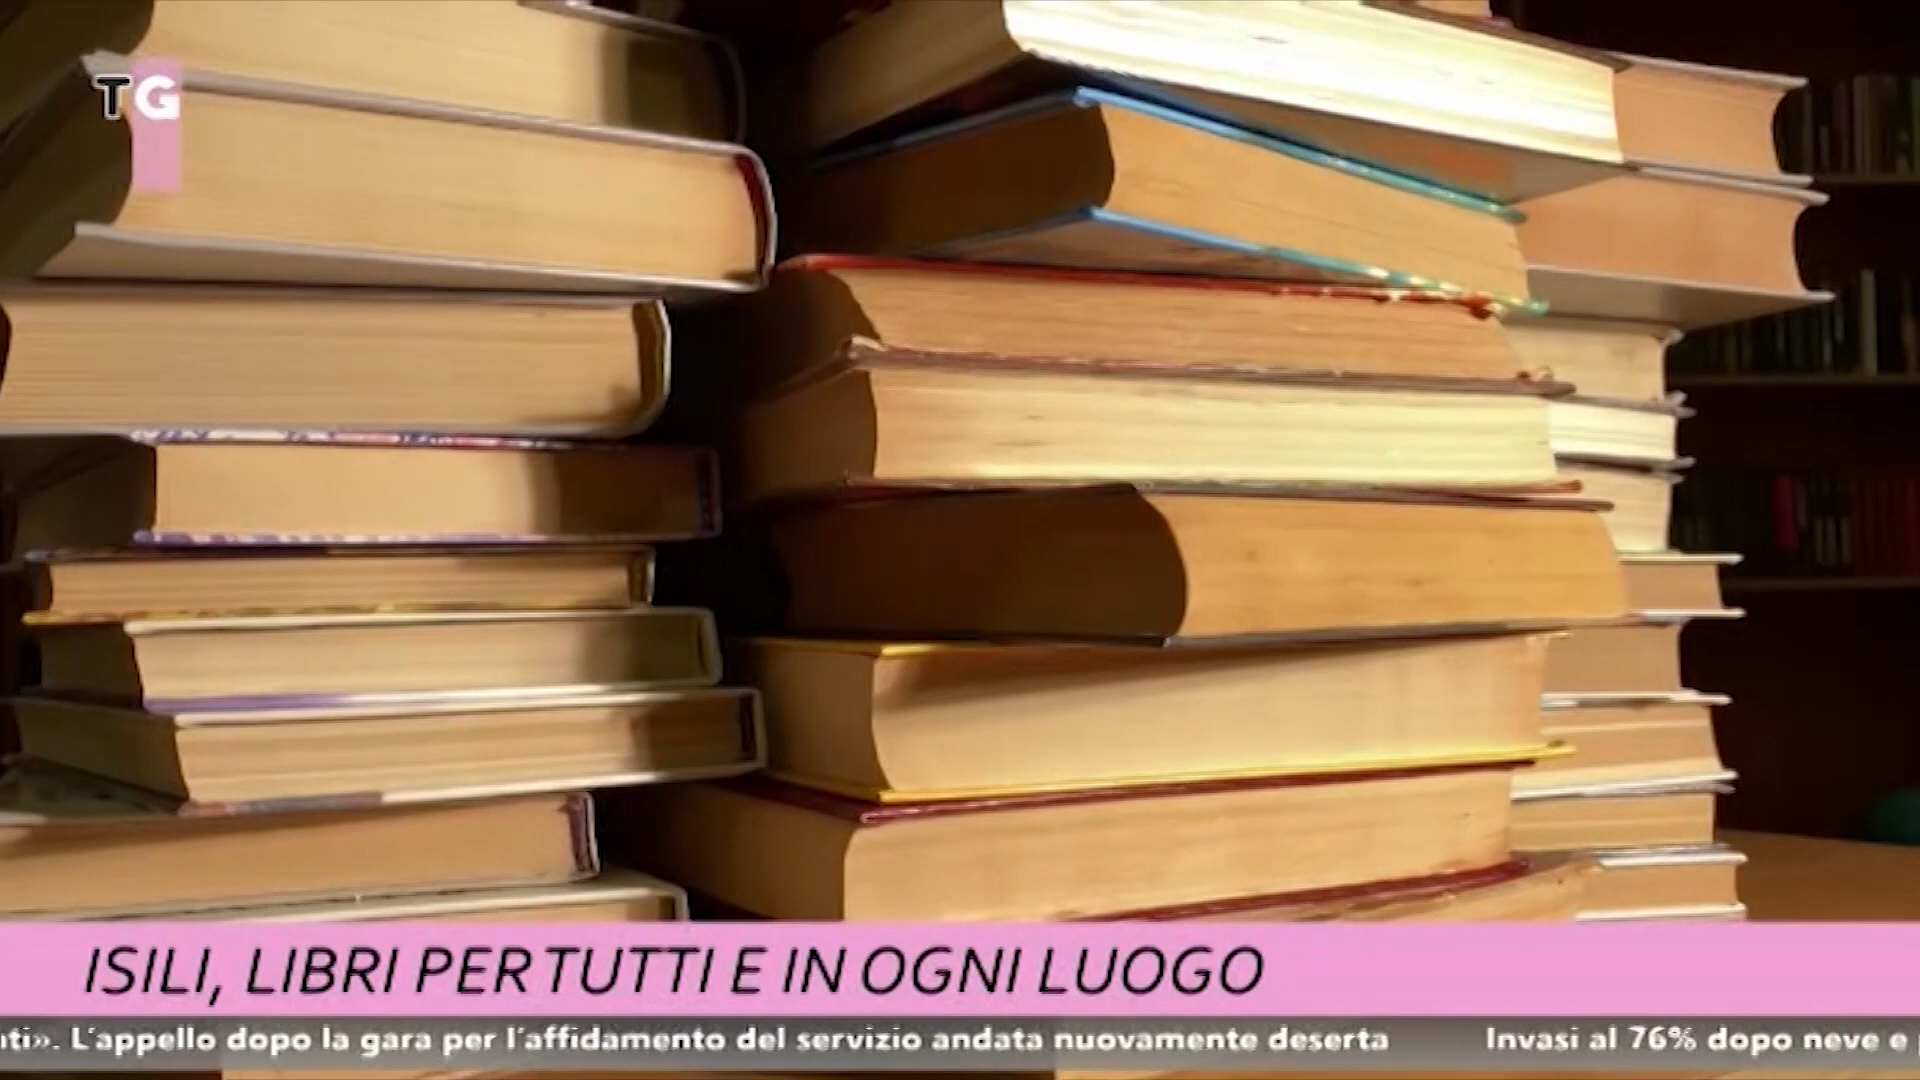 TG
ISILI, LIBRI PER TUTTI E IN OGNI LUOGO
ti». L'appello dopo la gara per l'affidamento del servizio andata nuovamente deserta Invasi al 76% dopo neve e